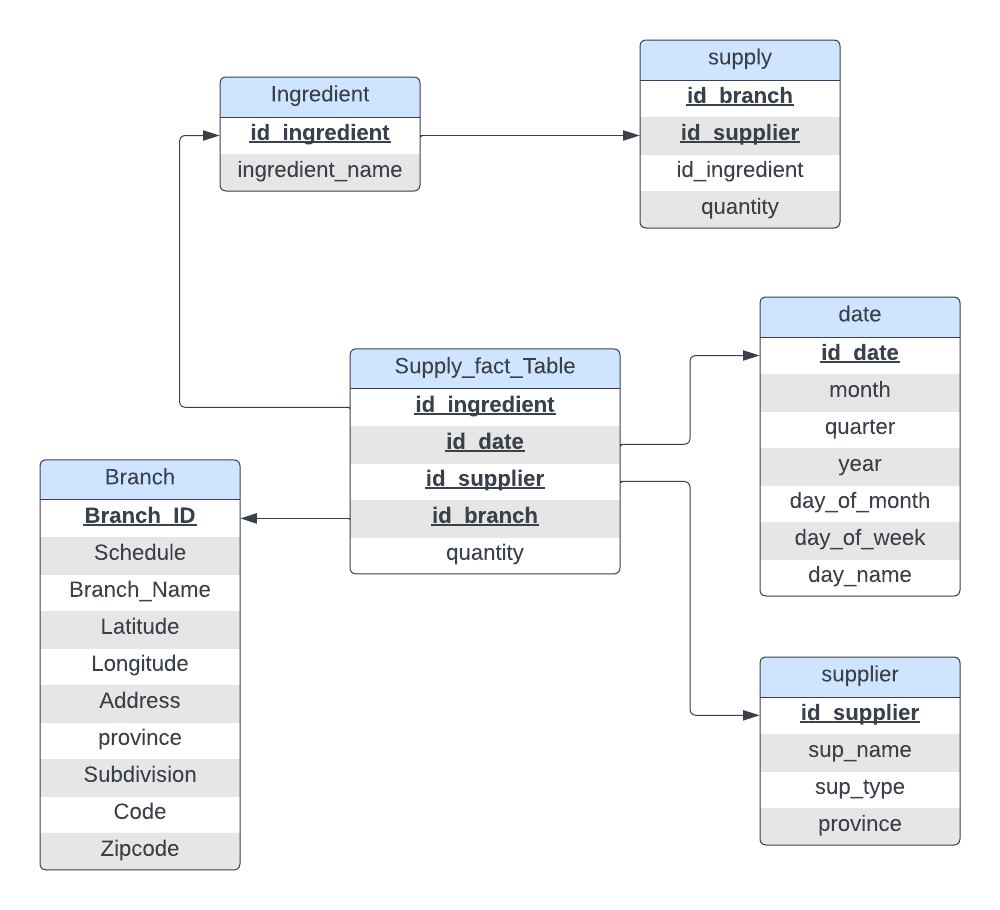 Ingredient
id_ingredient
ingredient_name
supply
id_branch
id_supplier
id_ingredient
quantity
Supply_fact_Table
id_ingredient
id_date
id_supplier
id_branch
quantity
date
id_date
month
quarter
year
day_of_month
day_of_week
day_name
Branch
Branch_ID
Schedule
Branch_Name
Latitude
Longitude
Address
province
Subdivision
Code
Zipcode
supplier
id_supplier
sup_name
sup_type
province